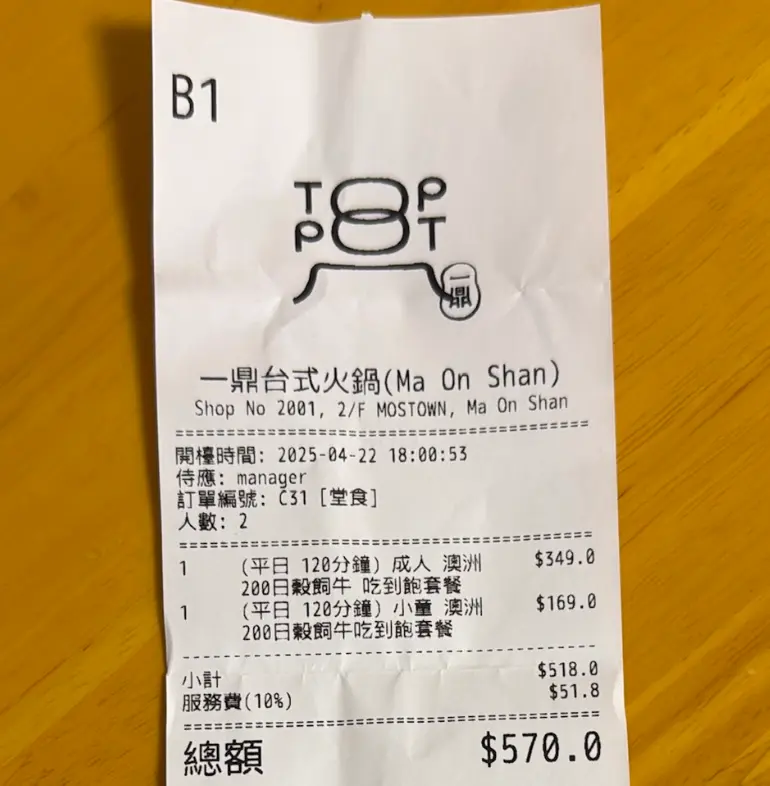 B1
TOP
POT
一鼎
一鼎台式火鍋(Ma On Shan)
Shop No 2001, 2/F MOSTOWN, Ma On Shan
開檯時間: 2025-04-22 18:00:53
侍應: manager
訂單編號: C31 [堂食]
人數: 2
1 (平日 120分鐘) 成人 澳洲 $349.0
200日穀飼牛 吃到飽套餐
1 (平日 120分鐘) 小童 澳洲 $169.0
200日穀飼牛吃到飽套餐
小計 $518.0
服務費(10%) $51.8
總額 $570.0